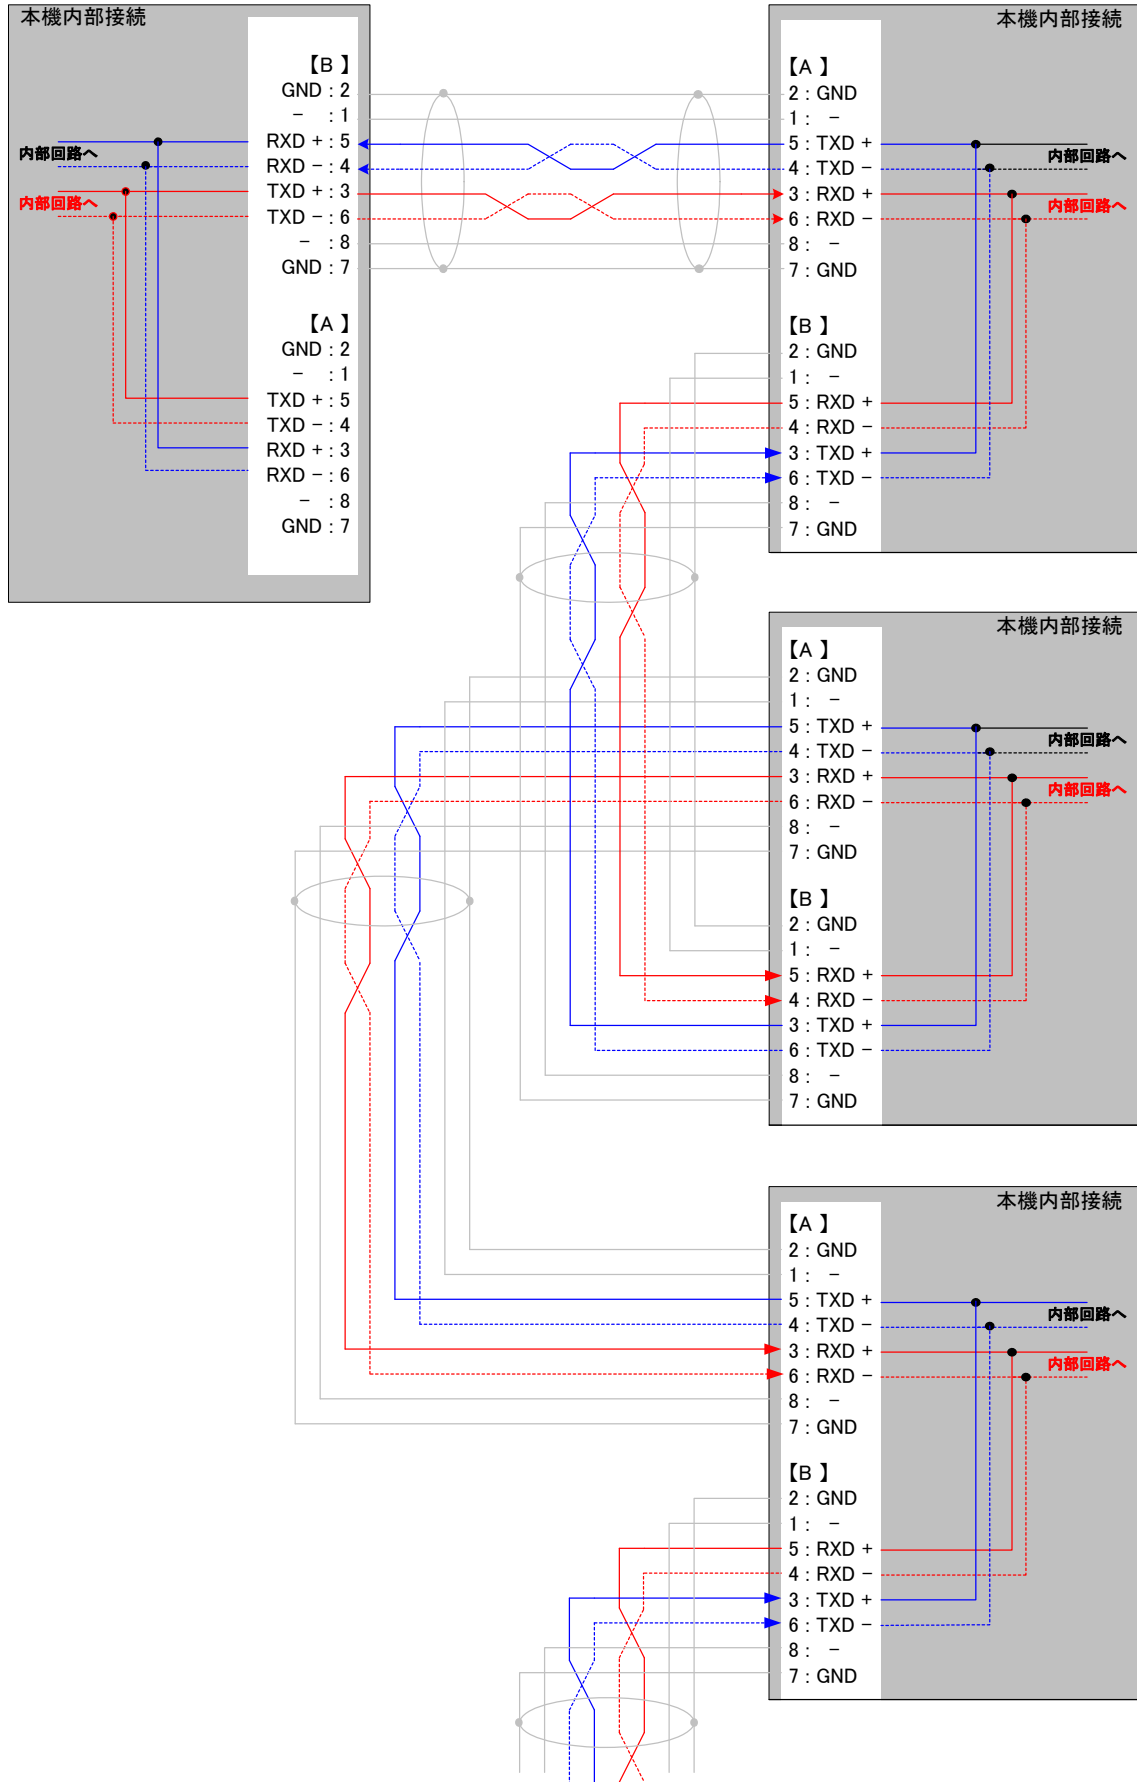 本機内部接続
【B】
GND : 2
− : 1
RXD + : 5
RXD − : 4
TXD + : 3
TXD − : 6
− : 8
GND : 7
内部回路へ
内部回路へ
【A】
GND : 2
− : 1
TXD + : 5
TXD − : 4
RXD + : 3
RXD − : 6
− : 8
GND : 7
本機内部接続
【A】
2 : GND
1 : −
5 : TXD +
4 : TXD −
3 : RXD +
6 : RXD −
8 : −
7 : GND
内部回路へ
内部回路へ
【B】
2 : GND
1 : −
5 : RXD +
4 : RXD −
3 : TXD +
6 : TXD −
8 : −
7 : GND
本機内部接続
【A】
2 : GND
1 : −
5 : TXD +
4 : TXD −
3 : RXD +
6 : RXD −
8 : −
7 : GND
内部回路へ
内部回路へ
【B】
2 : GND
1 : −
5 : RXD +
4 : RXD −
3 : TXD +
6 : TXD −
8 : −
7 : GND
本機内部接続
【A】
2 : GND
1 : −
5 : TXD +
4 : TXD −
3 : RXD +
6 : RXD −
8 : −
7 : GND
内部回路へ
内部回路へ
【B】
2 : GND
1 : −
5 : RXD +
4 : RXD −
3 : TXD +
6 : TXD −
8 : −
7 : GND